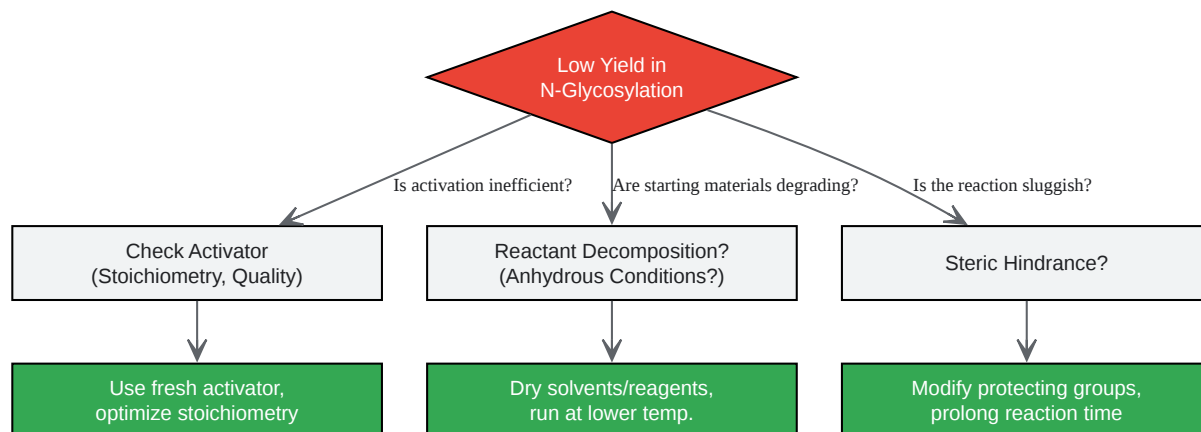 Low Yield in
N-Glycosylation
Is activation inefficient?
Are starting materials degrading?
Is the reaction sluggish?
Check Activator
(Stoichiometry, Quality)
Reactant Decomposition?
(Anhydrous Conditions?)
Steric Hindrance?
Use fresh activator,
optimize stoichiometry
Dry solvents/reagents,
run at lower temp.
Modify protecting groups,
prolong reaction time